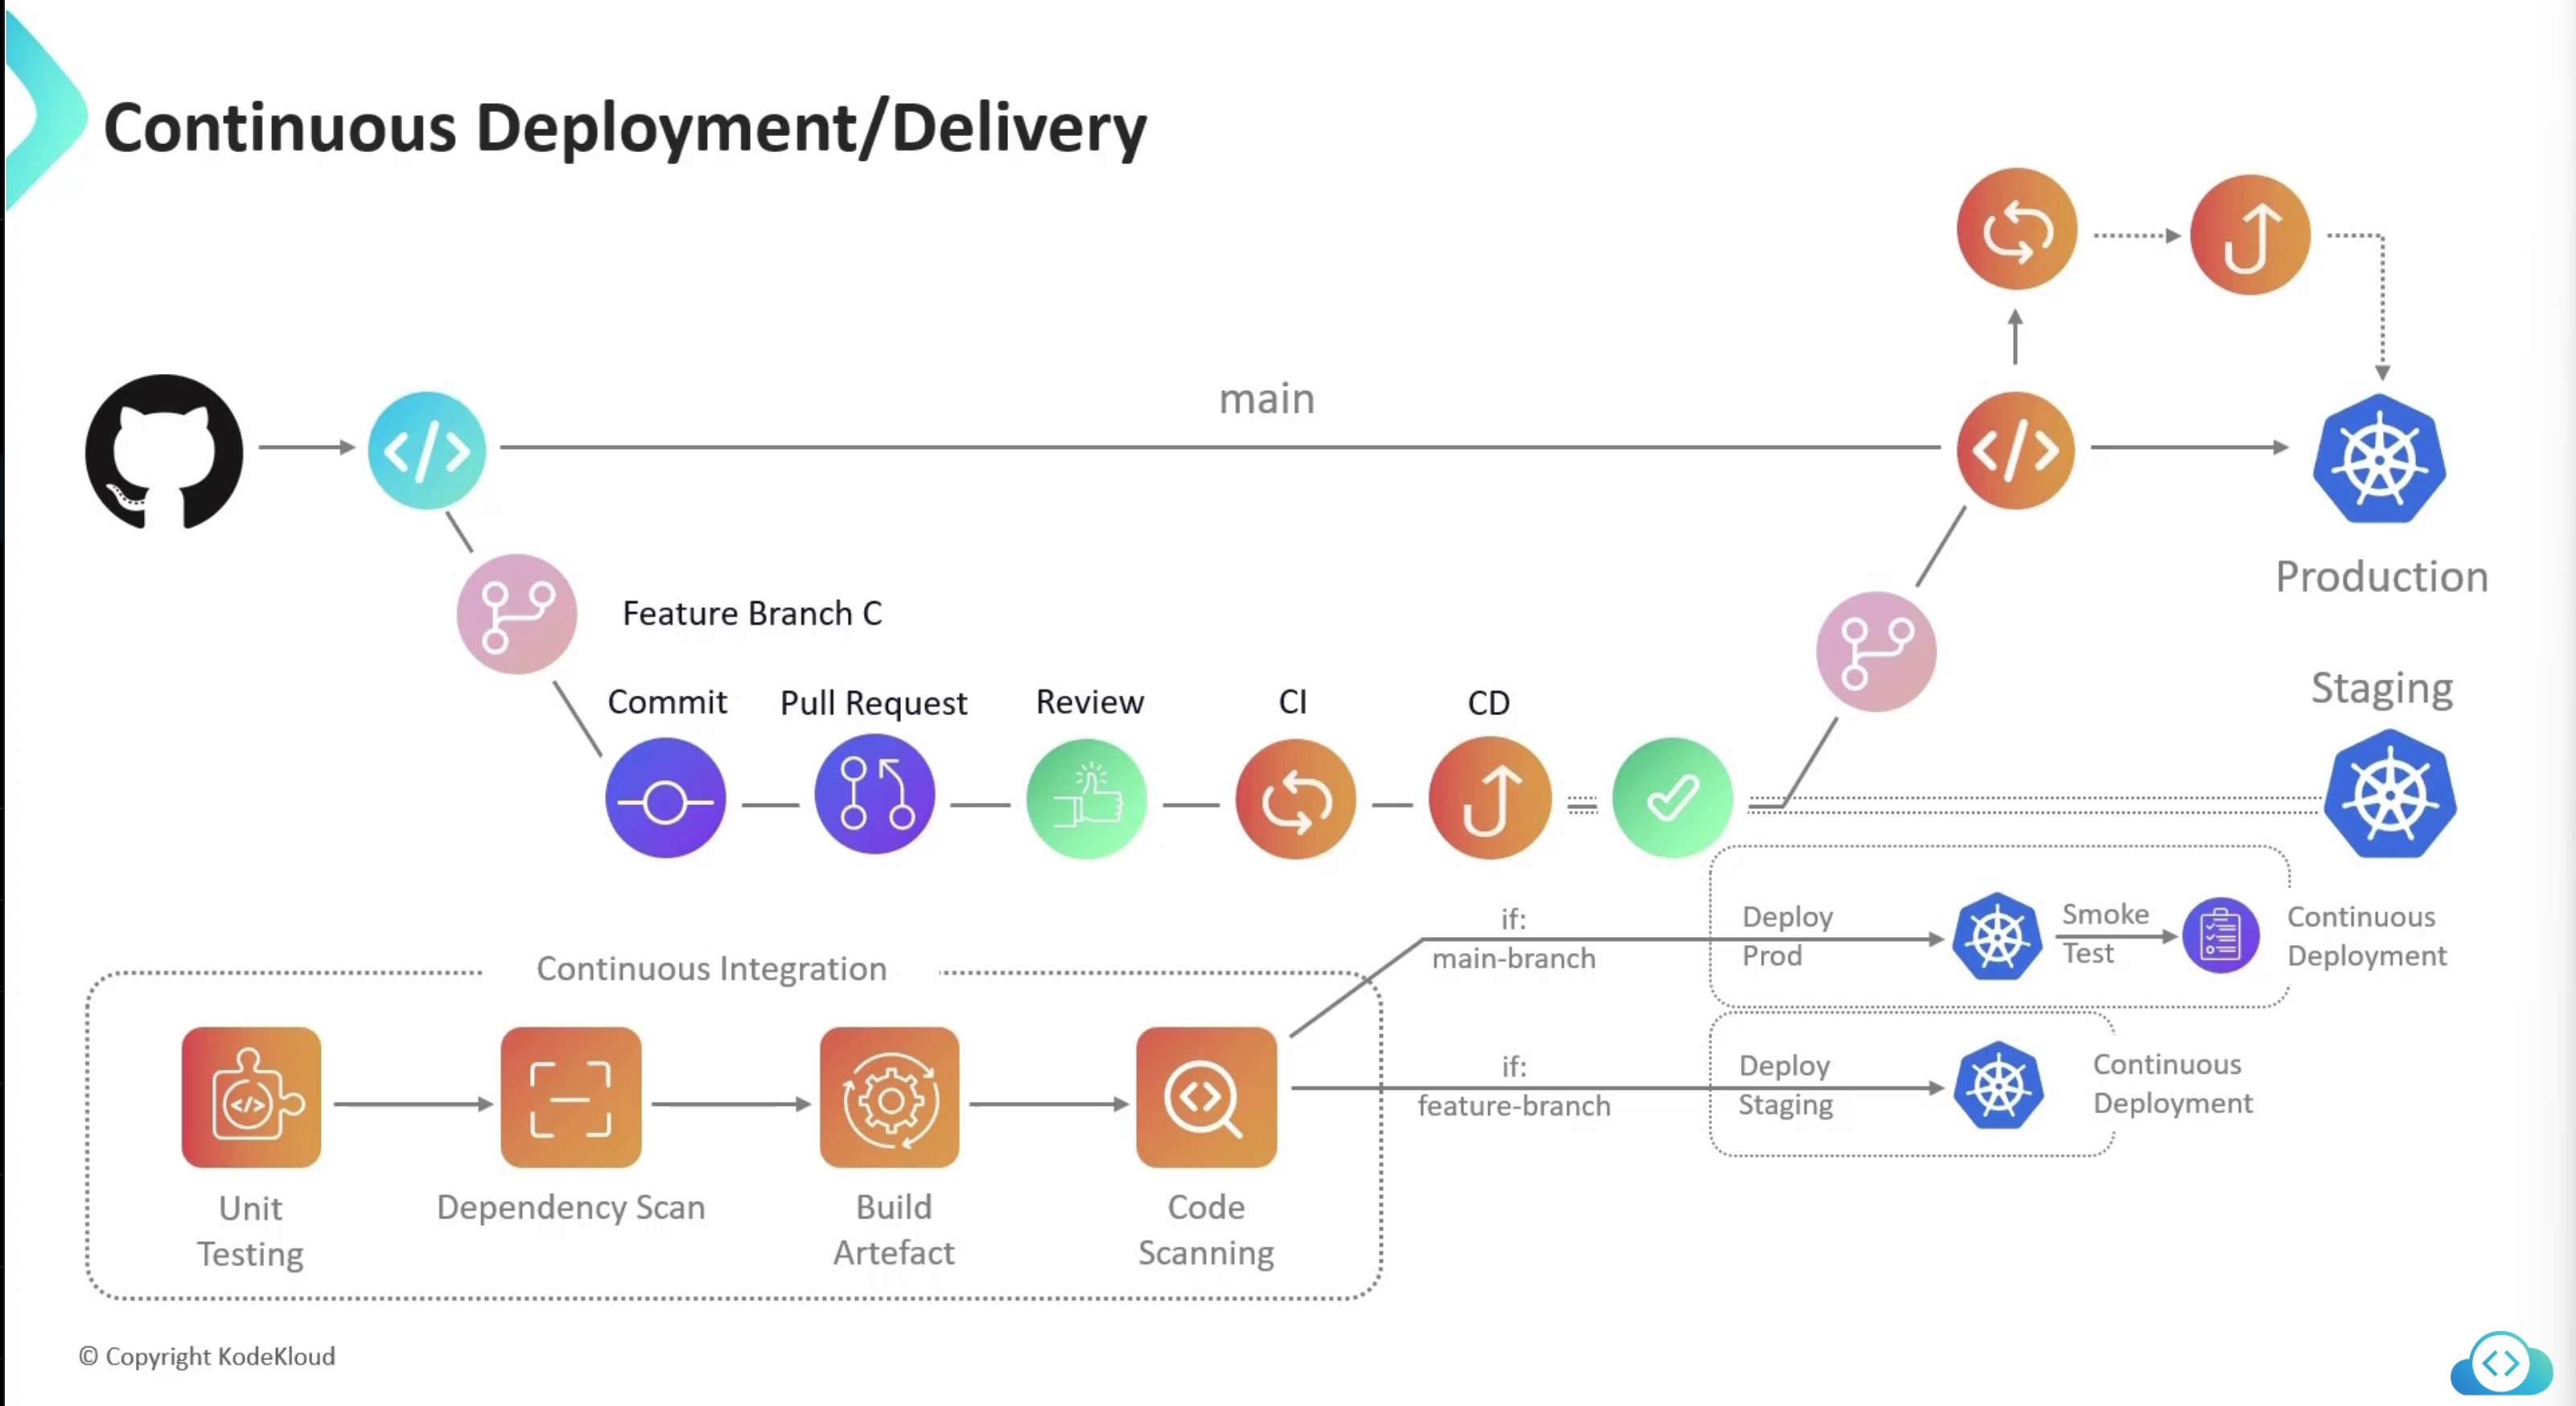 Continuous Deployment/Delivery
main
Production
Feature Branch C
Staging
Commit
Pull Request
Review
CI
CD
if:
main-branch
Deploy
Prod
Smoke
Test
Continuous
Deployment
Continuous Integration
if:
feature-branch
Deploy
Staging
Continuous
Deployment
Unit
Testing
Dependency Scan
Build
Artefact
Code
Scanning
© Copyright KodeKloud